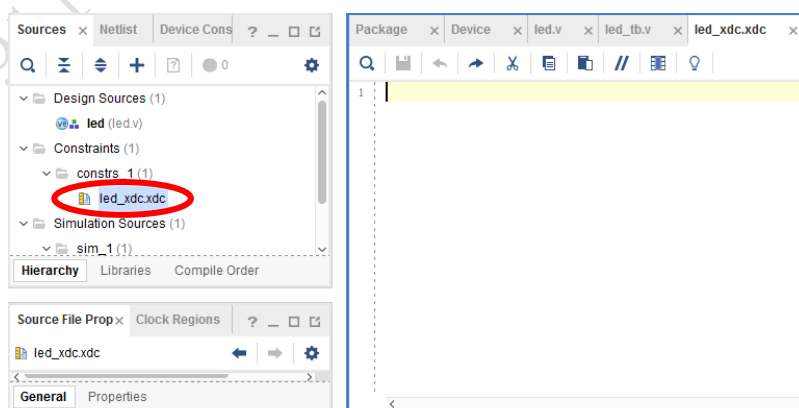 Sources Netlist Device Cons ? Package Device led.v led_tb.v led_xdc.xdc
? 0
Design Sources (1)
led (led.v)
Constraints (1)
constrs_1 (1)
led_xdc.xdc
Simulation Sources (1)
sim_1 (1)
Hierarchy Libraries Compile Order
Source File Prop Clock Regions ?
led_xdc.xdc
General Properties
1
//